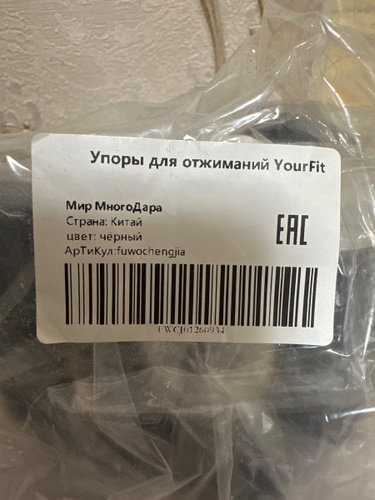 Упоры для отжиманий YourFit
Мир МногоДара
Страна: Китай
цвет: чёрный
АрТиКул:fuwochengjia
EAC
FWCJ01260934